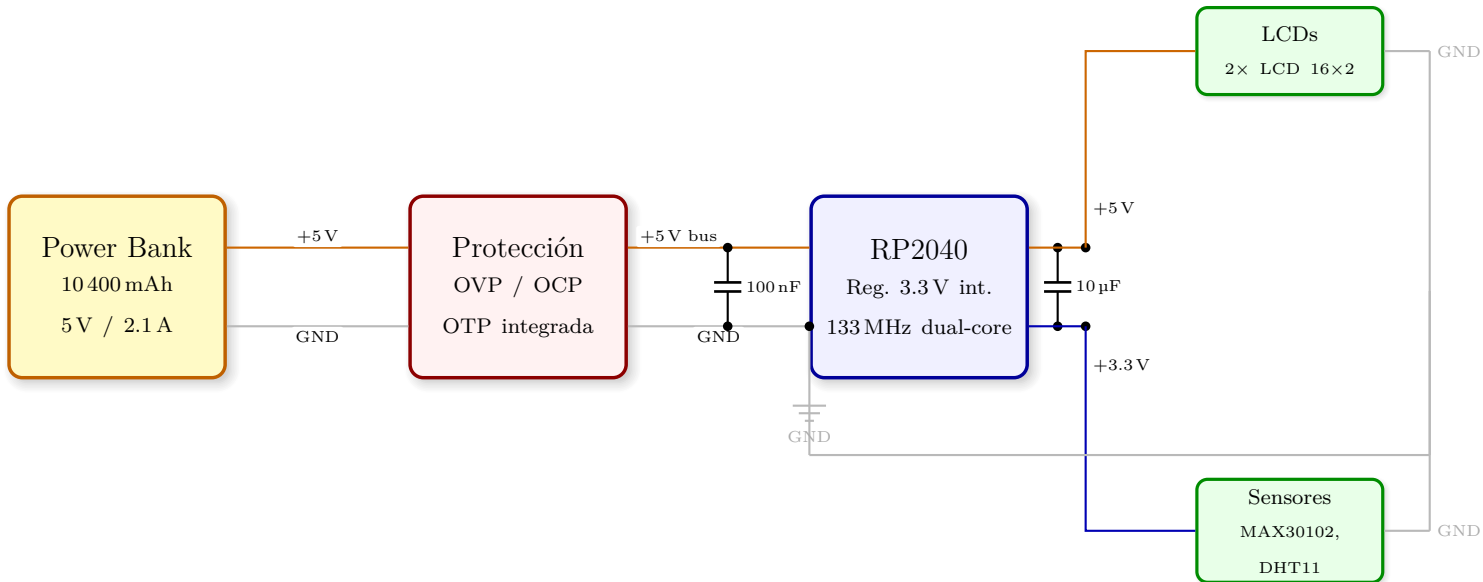 LCDs
2× LCD 16×2
GND
+5 V
Power Bank
10 400 mAh
5 V / 2.1 A
+5 V
GND
Protección
OVP / OCP
OTP integrada
+5 V bus
100 nF
GND
RP2040
Reg. 3.3 V int.
133 MHz dual-core
10 µF
+3.3 V
GND
Sensores
MAX30102,
DHT11
GND